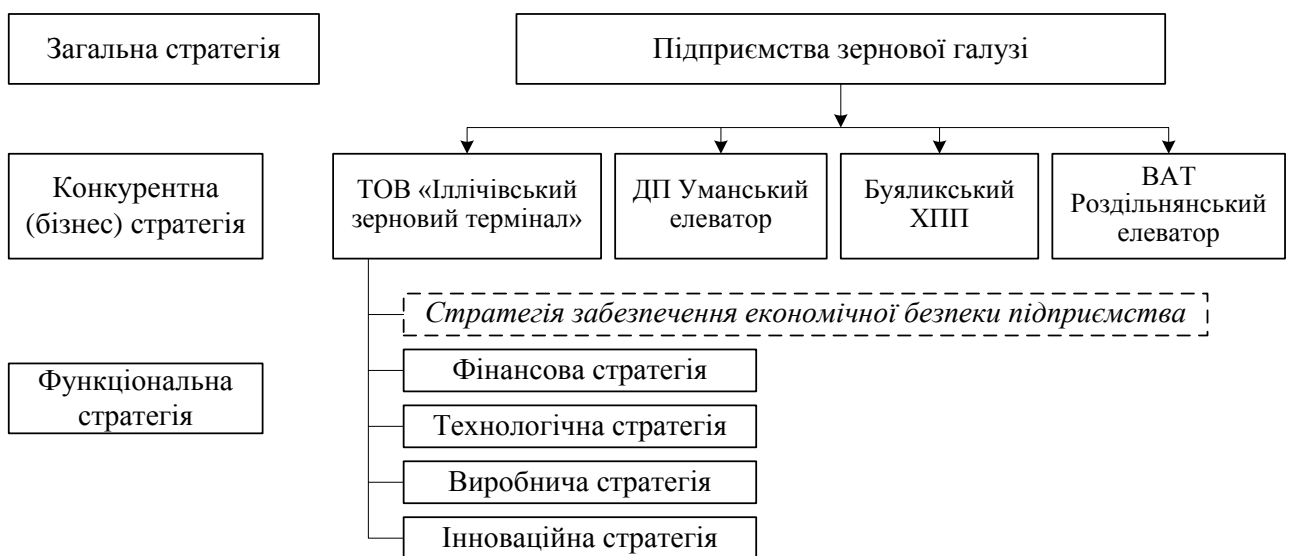 Загальна стратегія
Підприємства зернової галузі
Конкурентна
(бізнес) стратегія
ТОВ «Іллічівський
зерновий термінал»
ДП Уманський
елеватор
Буяликський
ХПП
ВАТ
Роздільнянський
елеватор
Стратегія забезпечення економічної безпеки підприємства
Функціональна
стратегія
Фінансова стратегія
Технологічна стратегія
Виробнича стратегія
Інноваційна стратегія